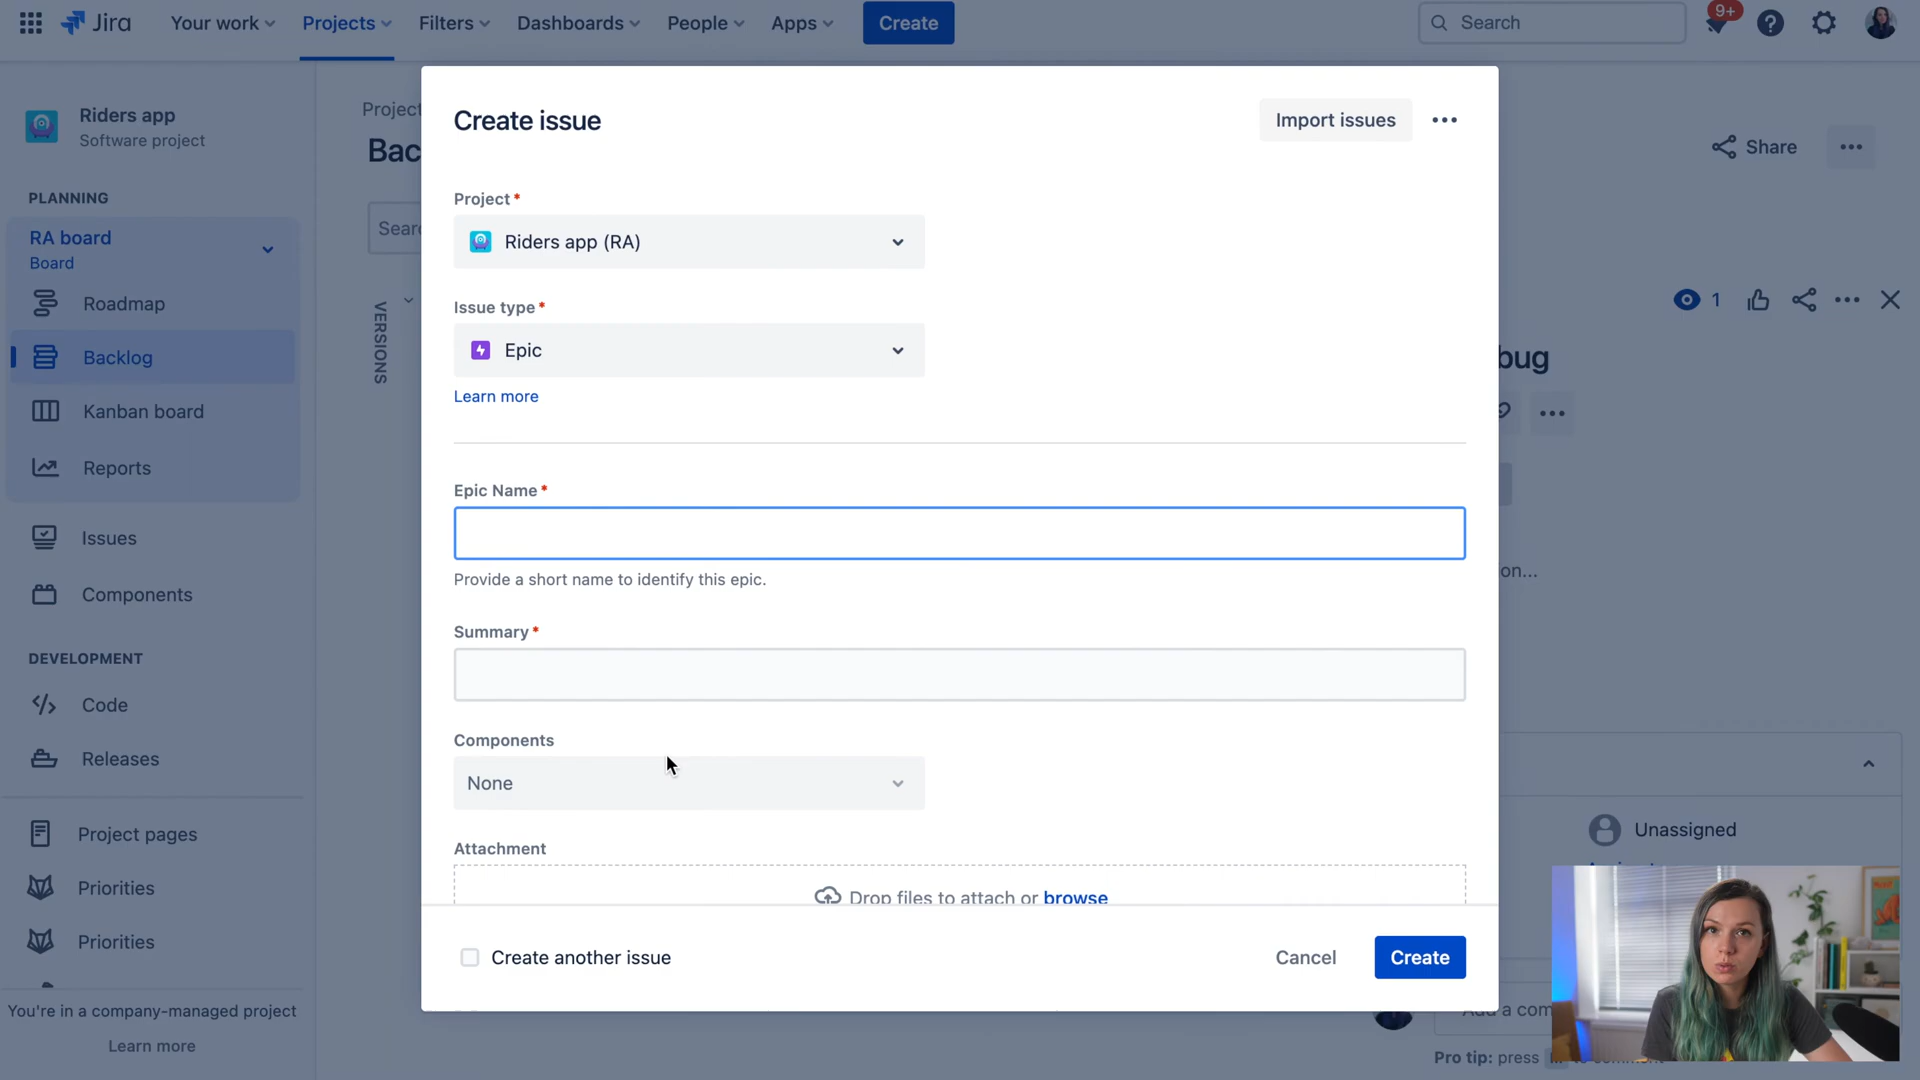 Jira
Your work
Projects
Filters
Dashboards
People
Apps
Create
Search
9+
Riders app
Software project
PLANNING
RA board
Board
Roadmap
Backlog
Kanban board
Reports
Issues
Components
DEVELOPMENT
Code
Releases
Project pages
Priorities
Priorities
You're in a company-managed project
Learn more
Project
Bac
Sear
VERSIONS
Create issue
Import issues
Project *
Riders app (RA)
Issue type *
Epic
Learn more
Epic Name *
Provide a short name to identify this epic.
Summary *
Components
None
Attachment
Drop files to attach or browse
Create another issue
Cancel
Create
Share
1
bug
on...
Unassigned
Add a com
Pro tip: press